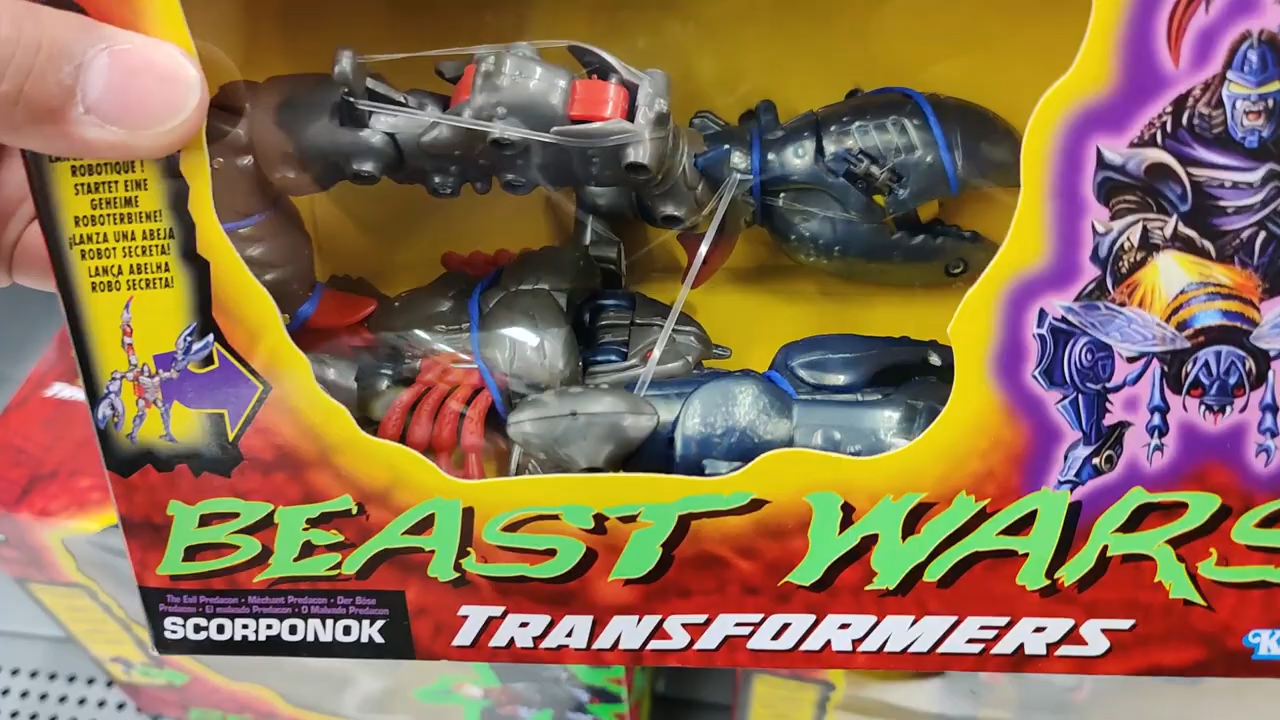 ROBOTIQUE !
STARTET EINE
GEHEIME
ROBOTERBIENE!
¡LANZA UNA ABEJA
ROBOT SECRETA!
LANÇA ABELHA
ROBÔ SECRETA!
BEAST WARS
The Evil Predacon • Méchant Predacon • Der Böse
Predacon • El malvado Predacon • O Malvado Predacon
SCORPONOK
TRANSFORMERS